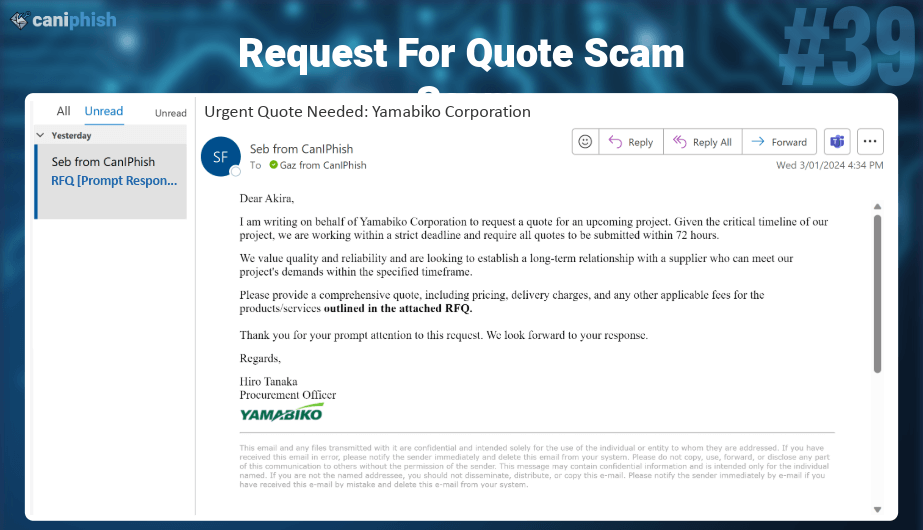 caniphish
#39
Request For Quote Scam
All Unread Unread
Yesterday
Seb from CanIPhish
RFQ [Prompt Respon...
Urgent Quote Needed: Yamabiko Corporation
SF
Seb from CanIPhish
To Gaz from CanIPhish
Reply Reply All Forward
Wed 3/01/2024 4:34 PM
Dear Akira,
I am writing on behalf of Yamabiko Corporation to request a quote for an upcoming project. Given the critical timeline of our
project, we are working within a strict deadline and require all quotes to be submitted within 72 hours.
We value quality and reliability and are looking to establish a long-term relationship with a supplier who can meet our
project's demands within the specified timeframe.
Please provide a comprehensive quote, including pricing, delivery charges, and any other applicable fees for the
products/services outlined in the attached RFQ.
Thank you for your prompt attention to this request. We look forward to your response.
Regards,
Hiro Tanaka
Procurement Officer
YAMABIKO
This email and any files transmitted with it are confidential and intended solely for the use of the individual or entity to whom they are addressed. If you have
received this email in error, please notify the sender immediately and delete this email from your system. Please do not copy, use, forward, or disclose any part
of this communication to others without the permission of the sender. This message may contain confidential information and is intended only for the individual
named. If you are not the named addressee, you should not disseminate, distribute, or copy this e-mail. Please notify the sender immediately by e-mail if you
have received this e-mail by mistake and delete this e-mail from your system.